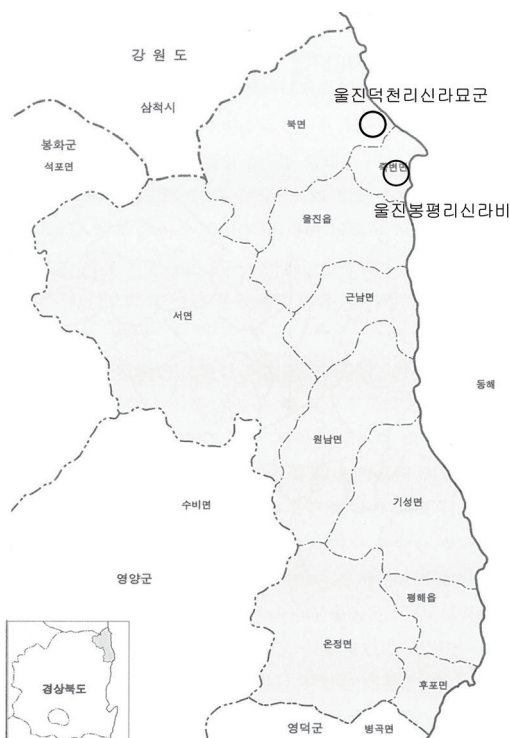 강원도
울진덕천리신라묘군
삼척시
북면
봉화군
석포면
죽변면
울진봉평리신라비
울진읍
근남면
서면
동해
원남면
수비면
기성면
영양군
평해읍
온정면
후포면
경상북도
영덕군
병곡면